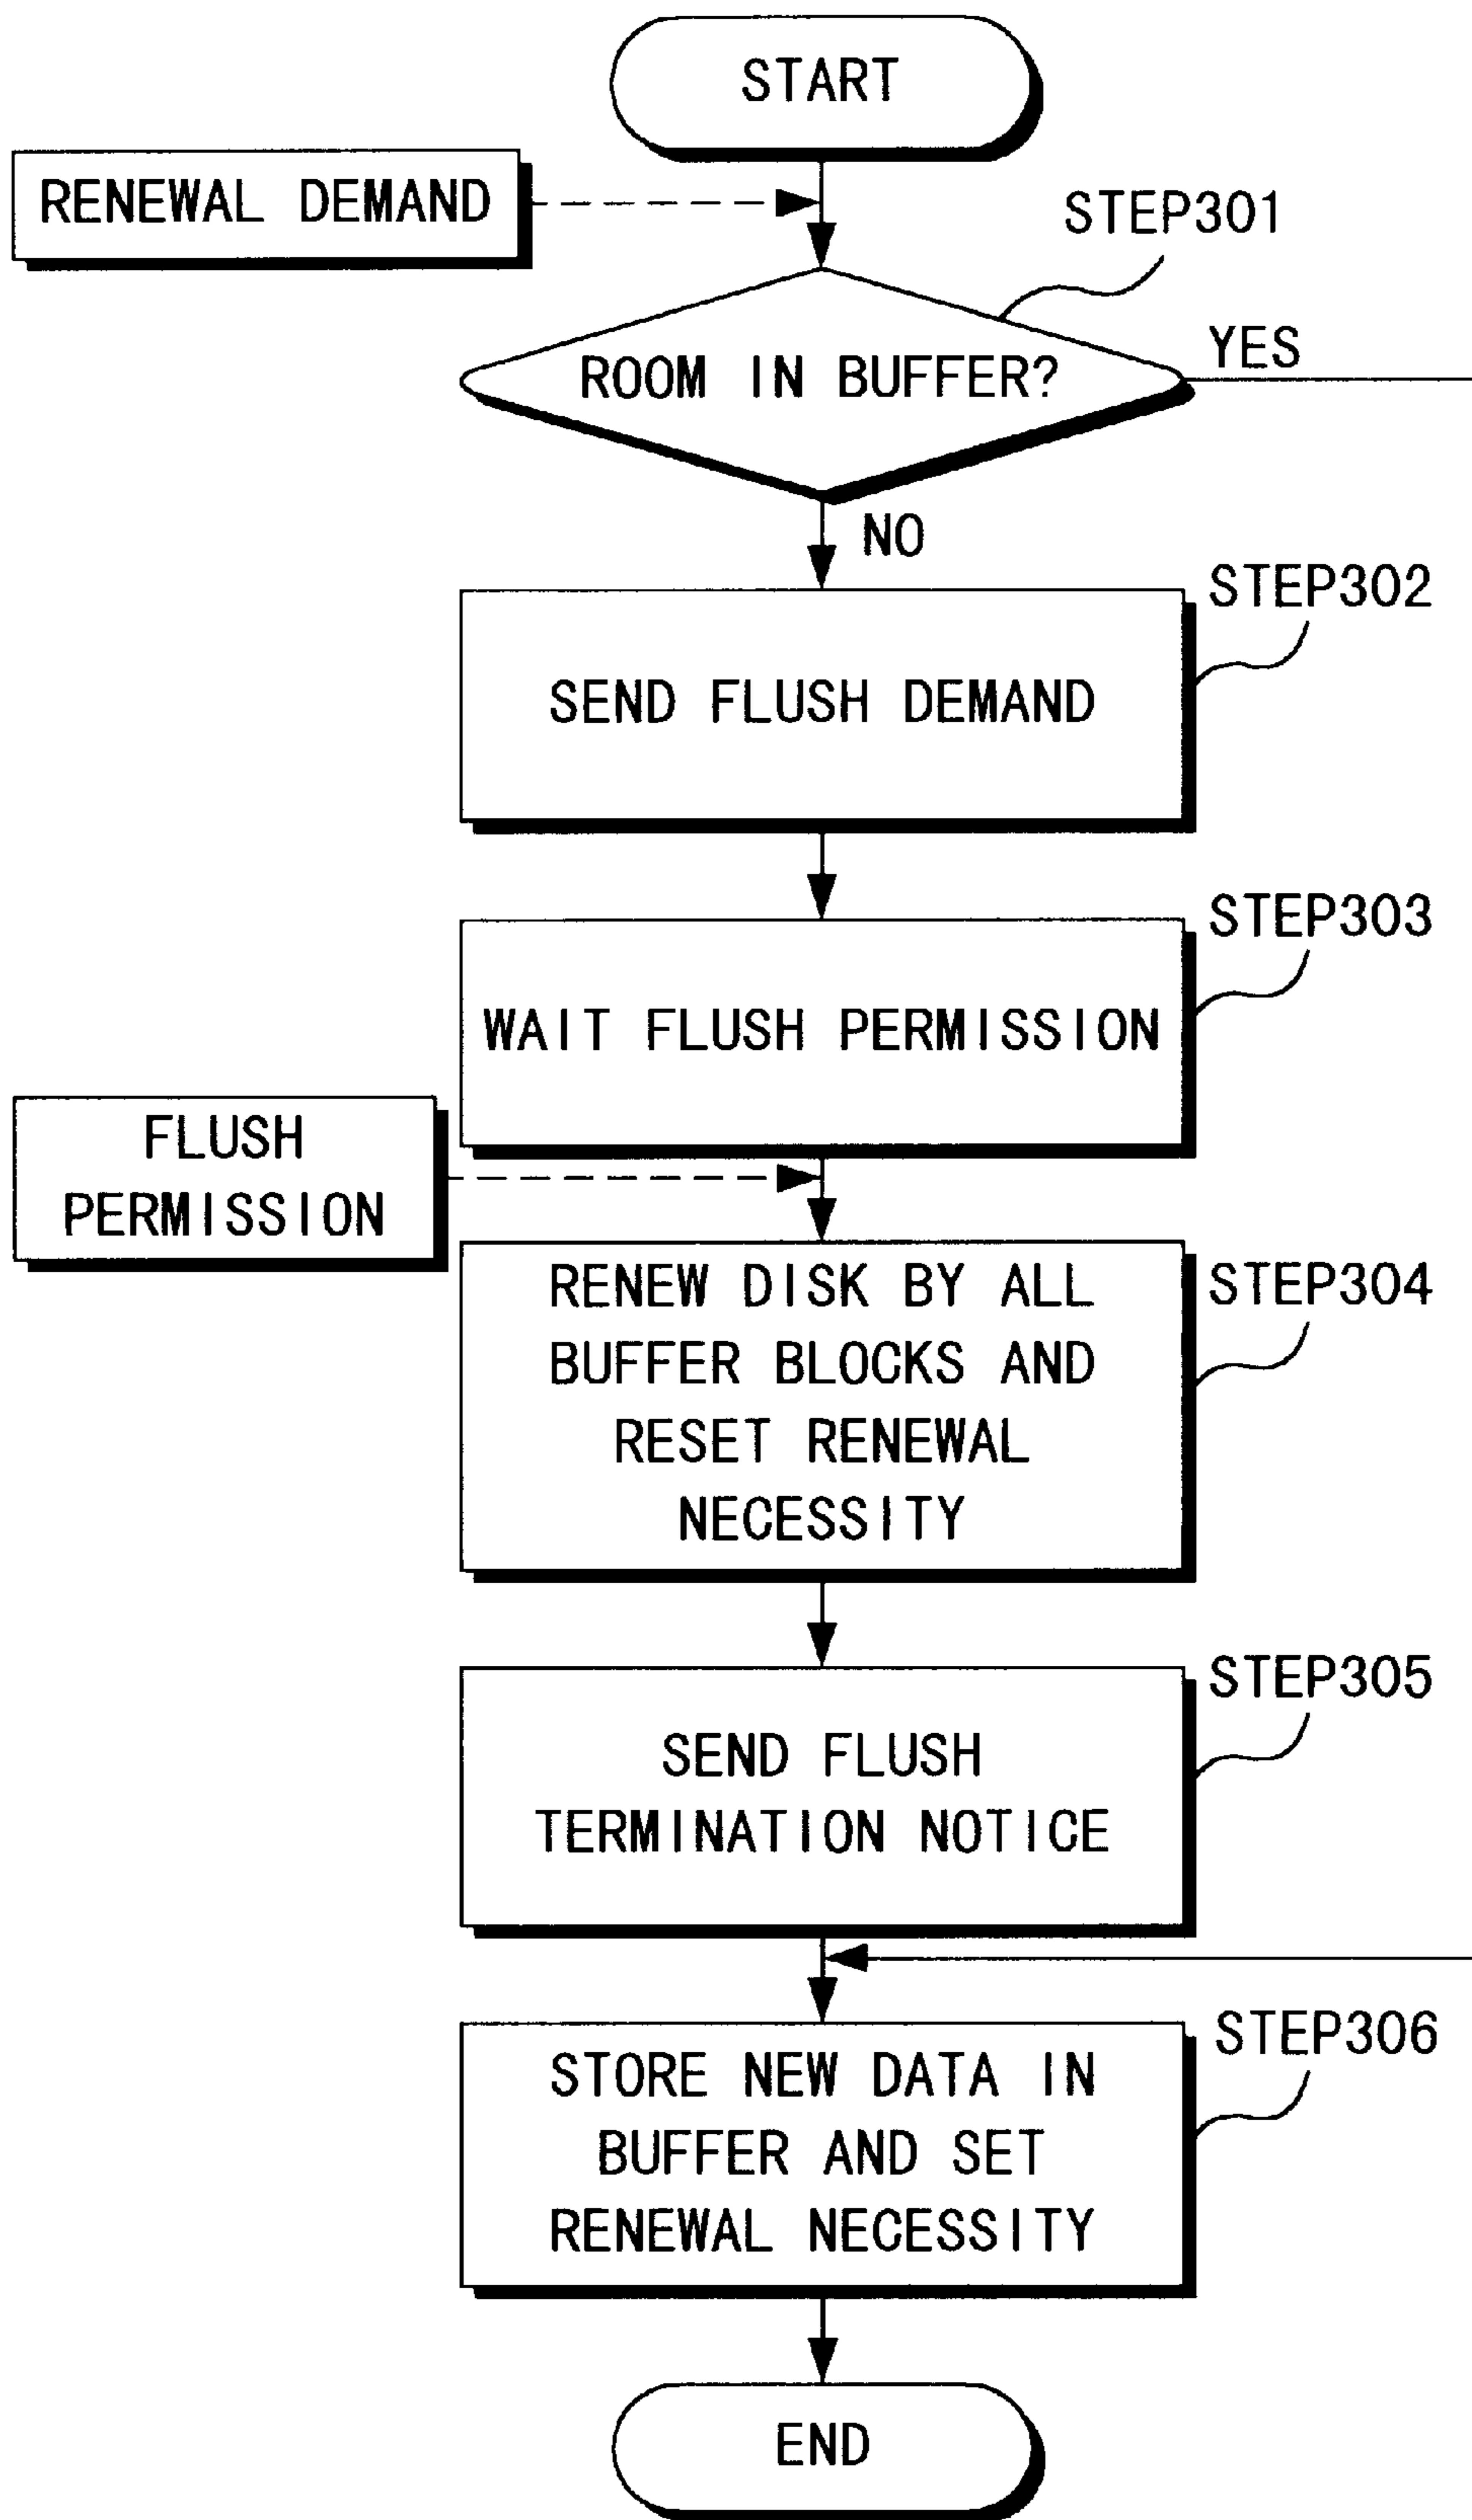 START
RENEWAL DEMAND
STEP301
ROOM IN BUFFER?
YES
NO
STEP302
SEND FLUSH DEMAND
STEP303
WAIT FLUSH PERMISSION
FLUSH
PERMISSION
STEP304
RENEW DISK BY ALL
BUFFER BLOCKS AND
RESET RENEWAL
NECESSITY
STEP305
SEND FLUSH
TERMINATION NOTICE
STEP306
STORE NEW DATA IN
BUFFER AND SET
RENEWAL NECESSITY
END